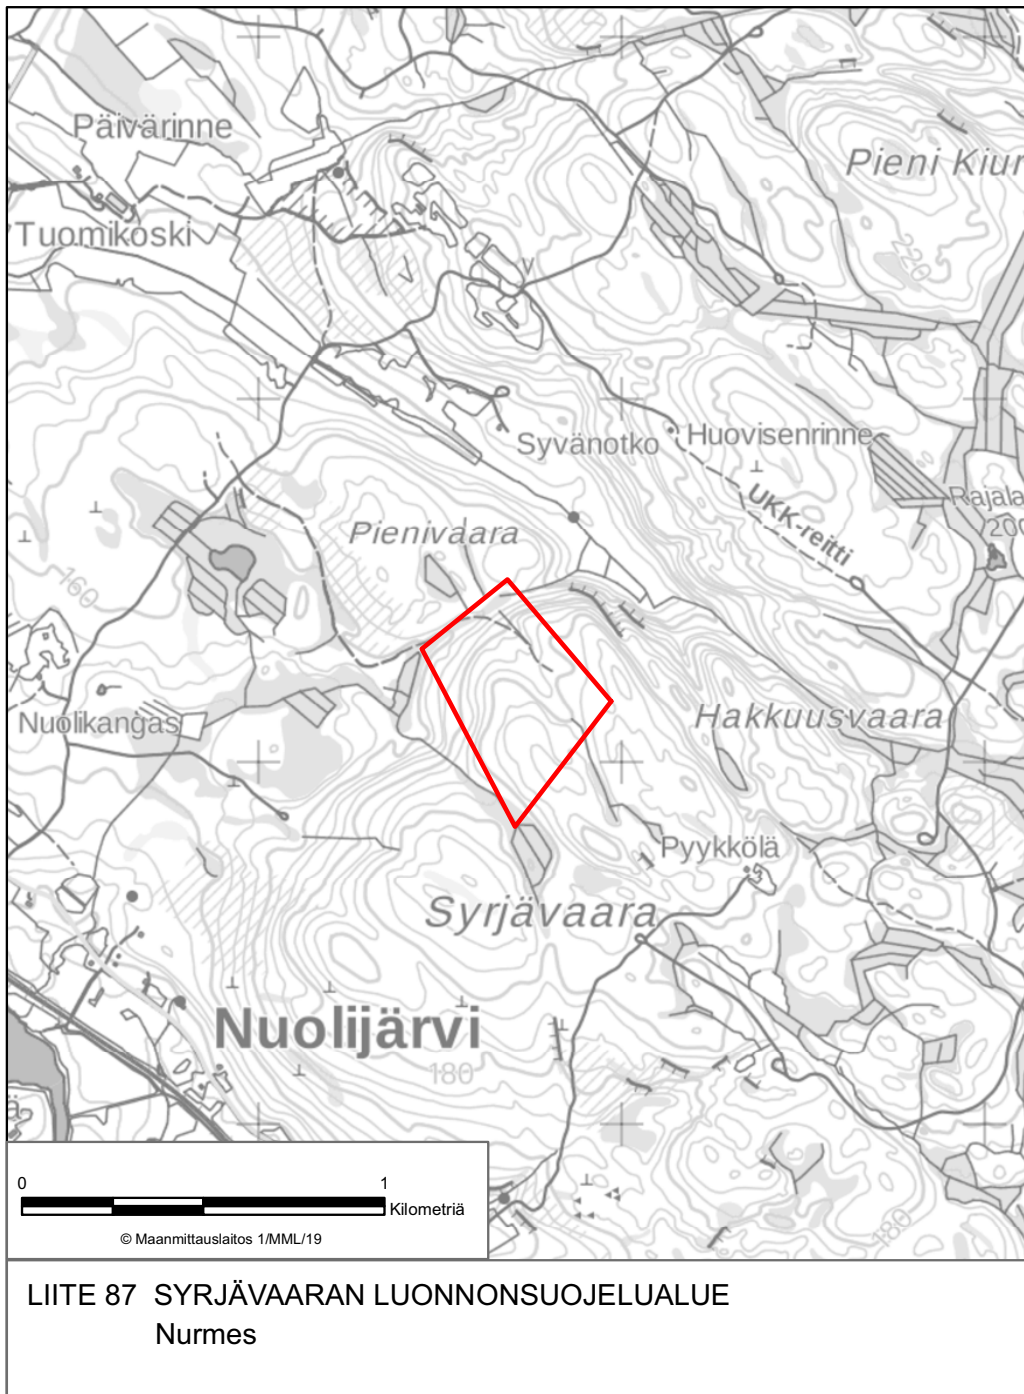 Päivärinne
Pieni Kiur
Tuomikoski
220
Syvänotko
Huovisenrinne
Rajala
200
UKK-reitti
Pienivaara
160
Nuolikangas
Hakkuusvaara
Pyykkölä
Syrjävaara
Nuolijärvi
180
ä
180
0 1
Kilometriä
© Maanmittauslaitos 1/MML/19
LIITE 87 SYRJÄVAARAN LUONNONSUOJELUALUE
Nurmes